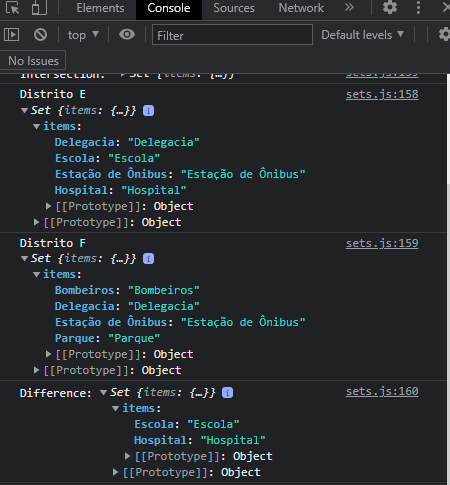 Elements Console Sources Network »
top Filter Default levels
No Issues
Intersection: Set {items: {…}} sets.js:155
Distrito E sets.js:158
Set {items: {…}} i
items:
Delegacia: "Delegacia"
Escola: "Escola"
Estação de Ônibus: "Estação de Ônibus"
Hospital: "Hospital"
[[Prototype]]: Object
[[Prototype]]: Object
Distrito F sets.js:159
Set {items: {…}} i
items:
Bombeiros: "Bombeiros"
Delegacia: "Delegacia"
Estação de Ônibus: "Estação de Ônibus"
Parque: "Parque"
[[Prototype]]: Object
[[Prototype]]: Object
Difference: Set {items: {…}} i sets.js:160
items:
Escola: "Escola"
Hospital: "Hospital"
[[Prototype]]: Object
[[Prototype]]: Object